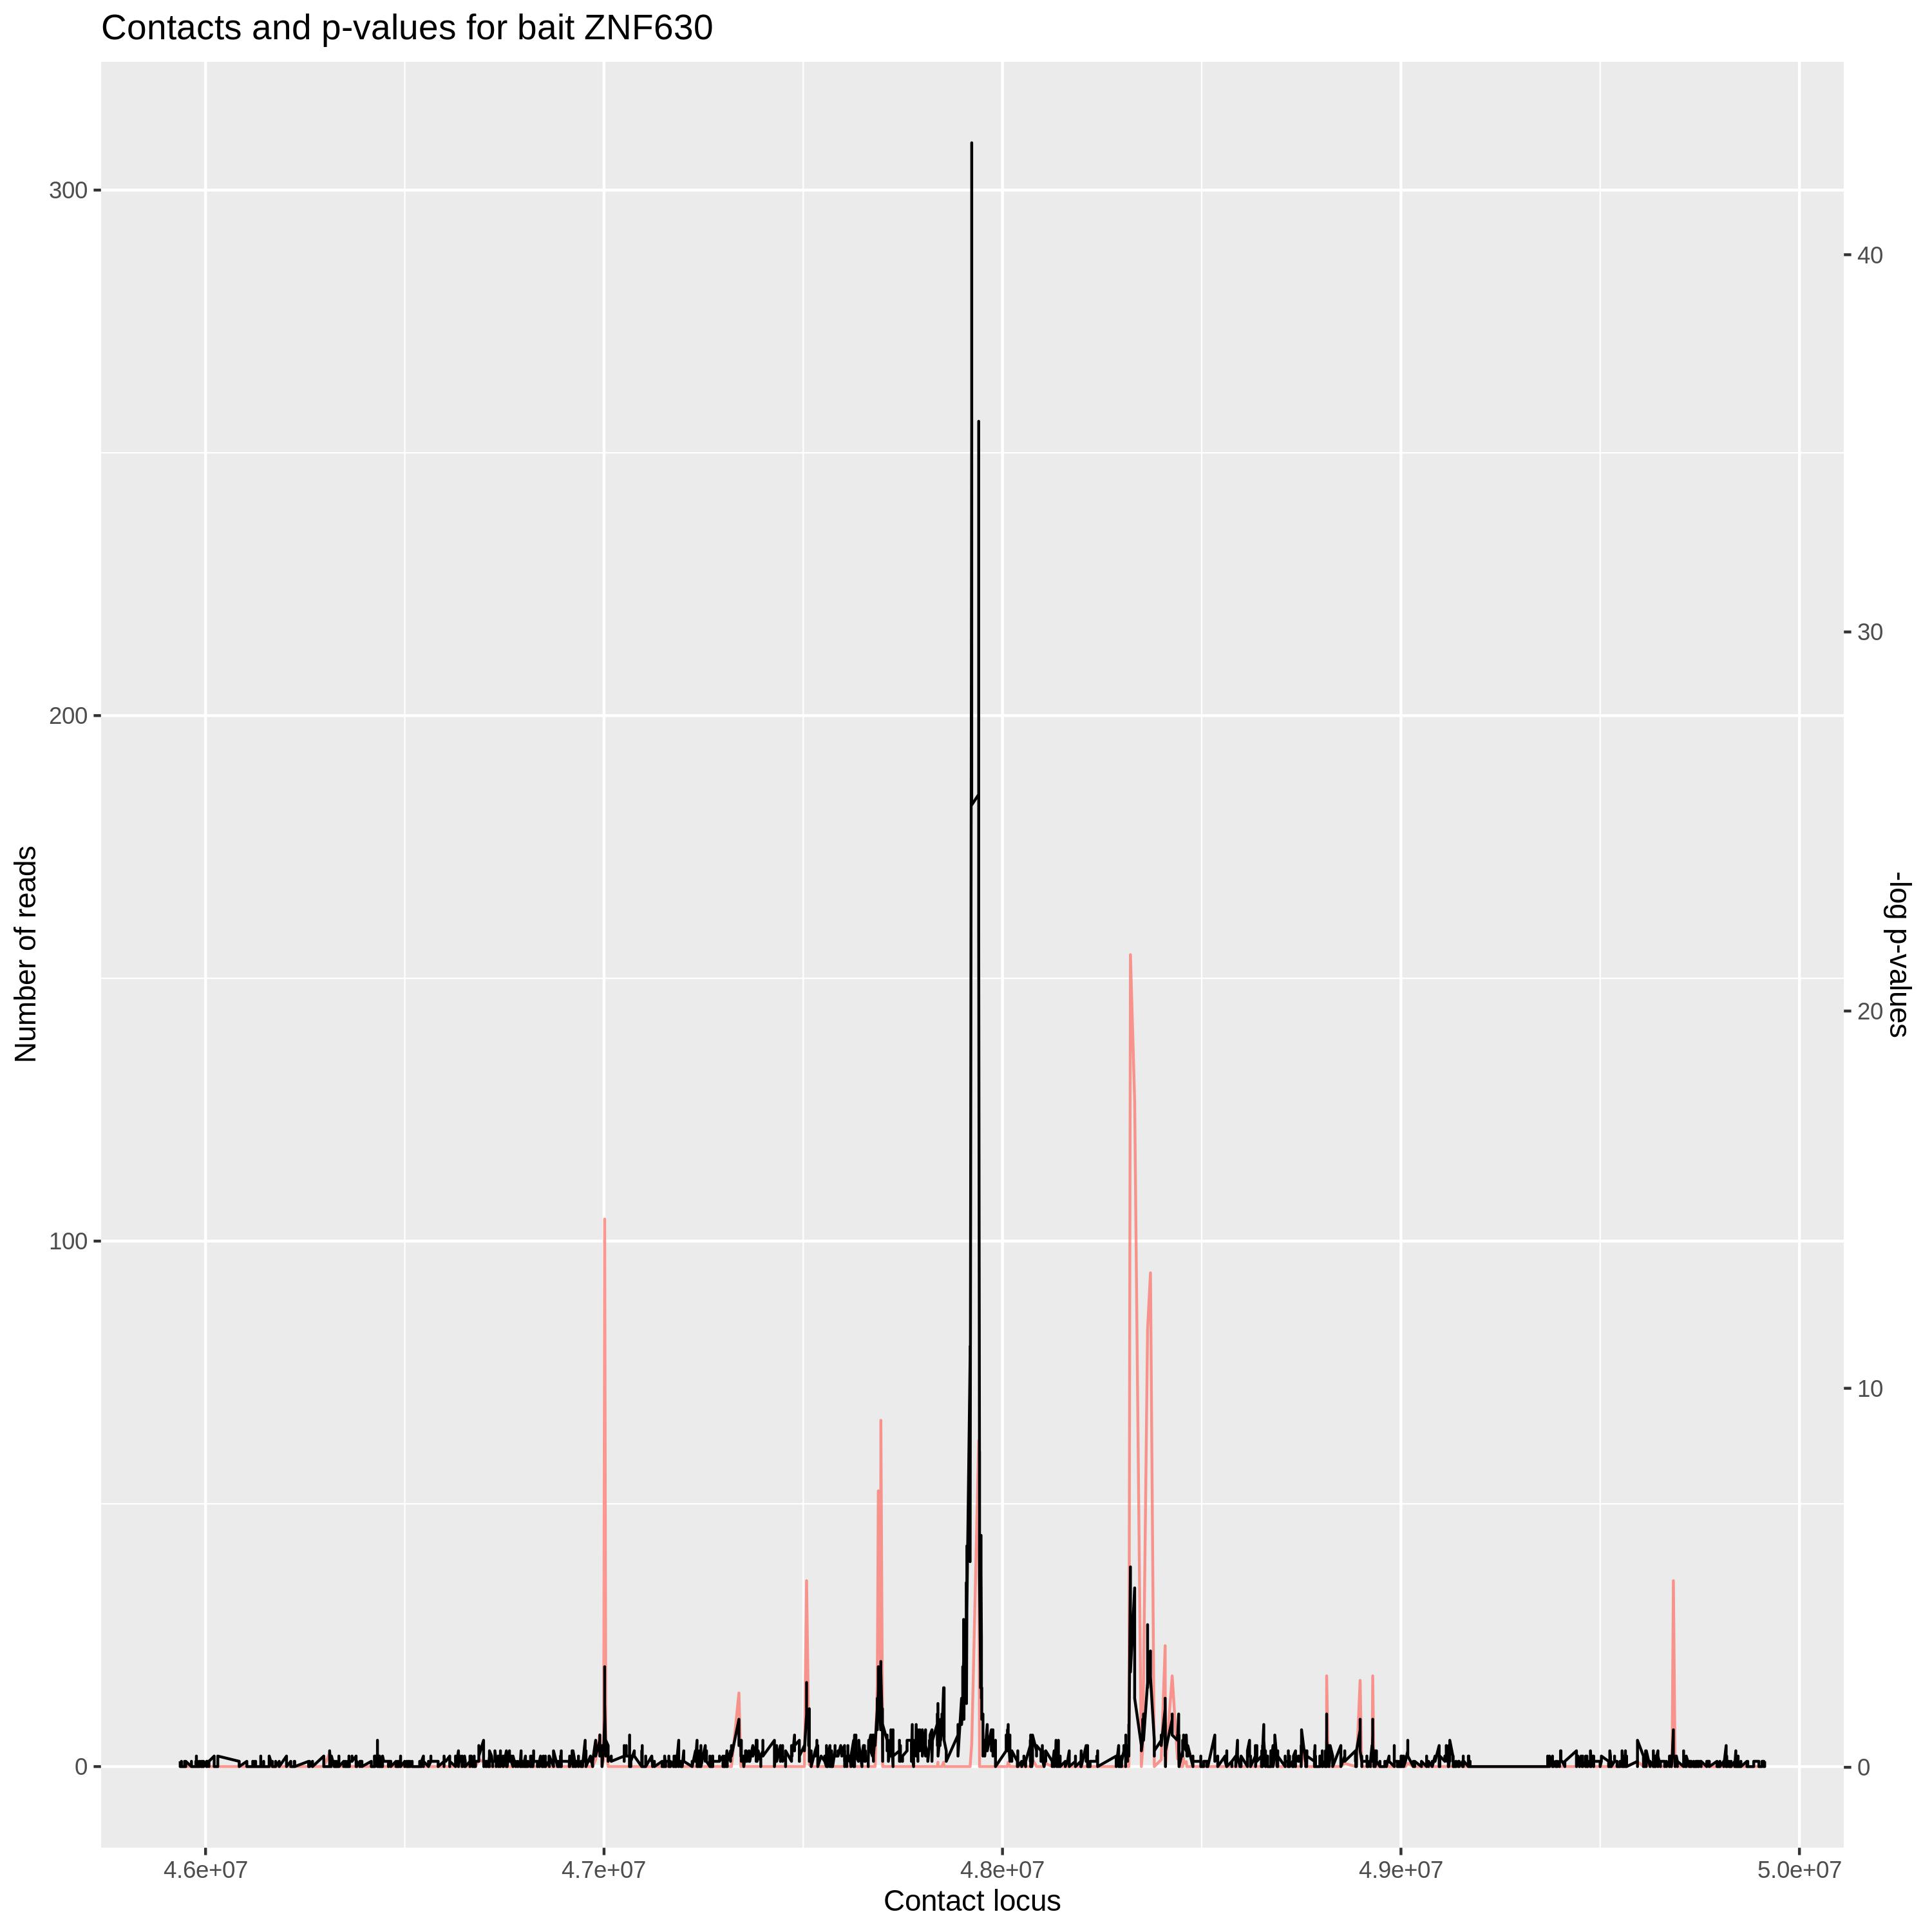 Contacts and p-values for bait ZNF630
300
200
100
0
Number of reads
40
30
20
10
0
-log p-values
4.6e+07
4.7e+07
4.8e+07
4.9e+07
5.0e+07
Contact locus